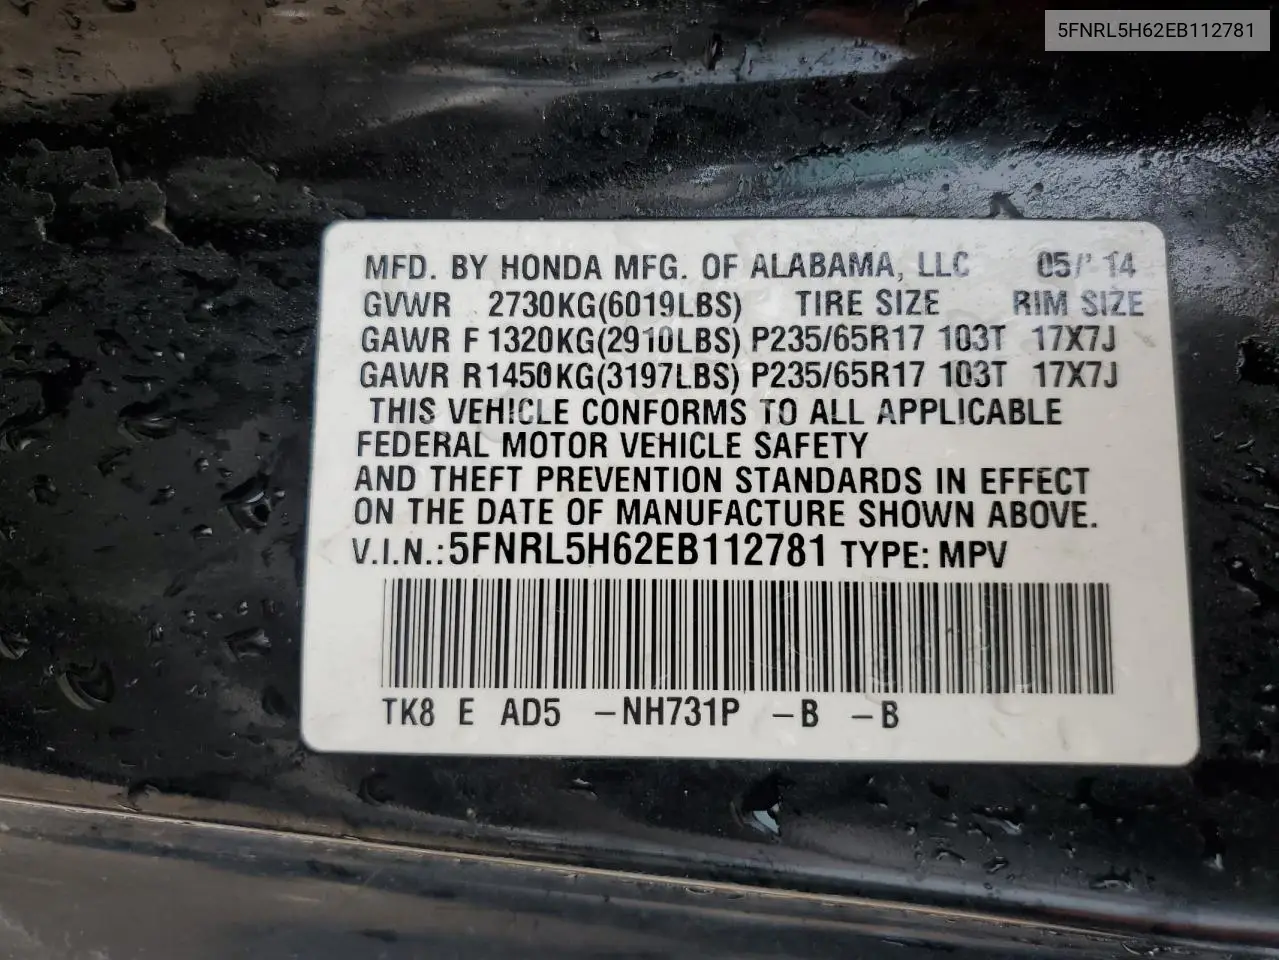 5FNRL5H62EB112781
MFD. BY HONDA MFG. OF ALABAMA, LLC 05/14
GVWR 2730KG(6019LBS) TIRE SIZE RIM SIZE
GAWR F 1320KG(2910LBS) P235/65R17 103T 17X7J
GAWR R 1450KG(3197LBS) P235/65R17 103T 17X7J
THIS VEHICLE CONFORMS TO ALL APPLICABLE
FEDERAL MOTOR VEHICLE SAFETY
AND THEFT PREVENTION STANDARDS IN EFFECT
ON THE DATE OF MANUFACTURE SHOWN ABOVE.
V.I.N.: 5FNRL5H62EB112781 TYPE: MPV
TK8 E AD5 -NH731P -B -B